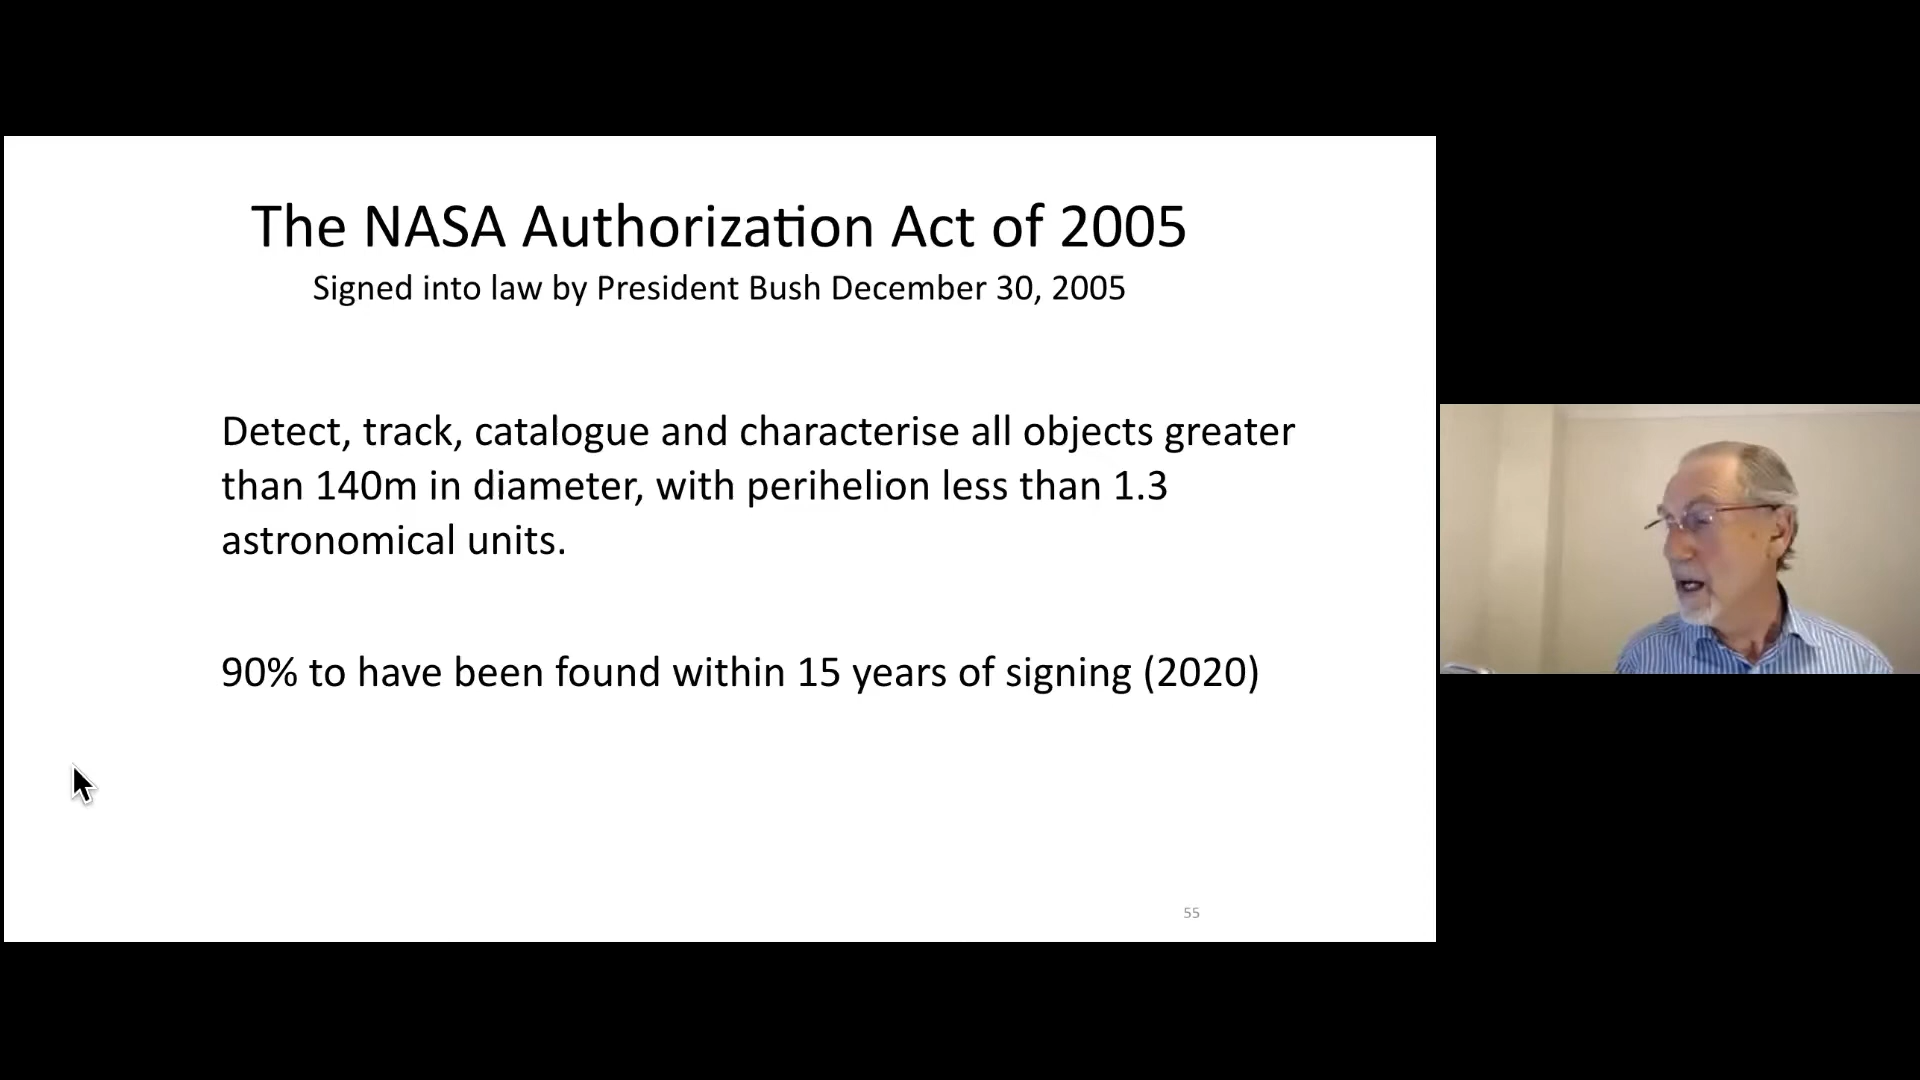 The NASA Authorization Act of 2005
Signed into law by President Bush December 30, 2005
Detect, track, catalogue and characterise all objects greater
than 140m in diameter, with perihelion less than 1.3
astronomical units.
90% to have been found within 15 years of signing (2020)
55